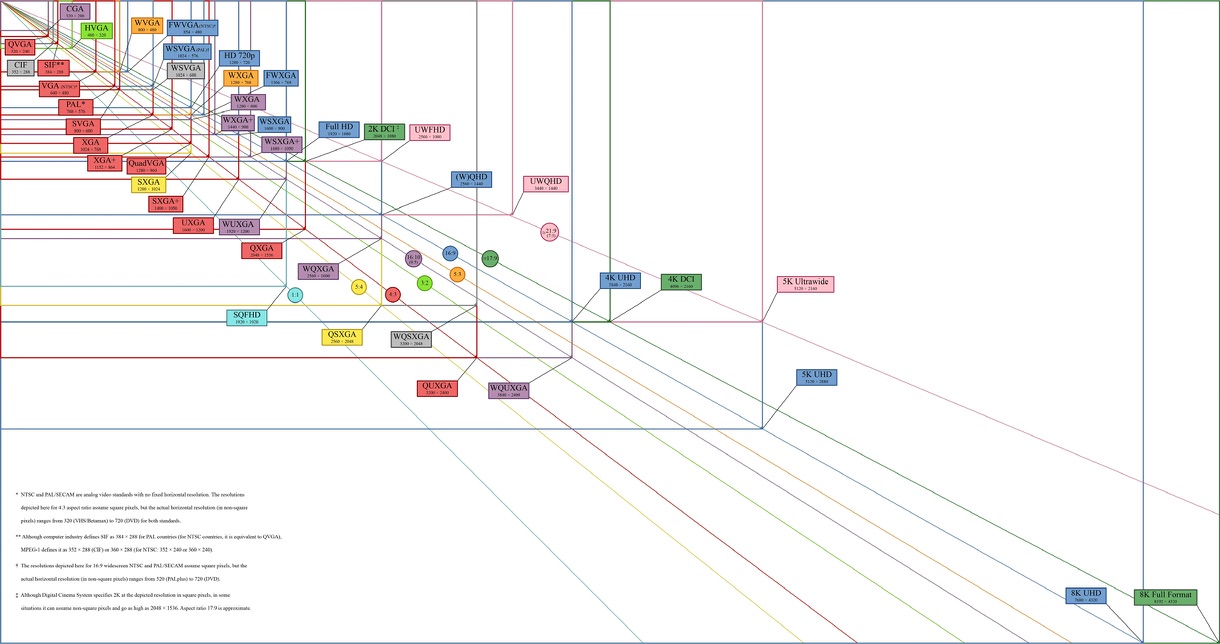 CGA
320 × 200
HVGA
480 × 320
WVGA
800 × 480
FWVGA (NTSC)†
854 × 480
QVGA
320 × 240
WSVGA (PAL)†
1024 × 576
HD 720p
1280 × 720
CIF
352 × 288
SIF**
384 × 288
WSVGA
1024 × 600
WXGA
1280 × 768
FWXGA
1366 × 768
VGA (NTSC)*
640 × 480
PAL*
768 × 576
WXGA
1280 × 800
SVGA
800 × 600
WXGA+
1440 × 900
WSXGA
1600 × 900
Full HD
1920 × 1080
2K DCI ‡
2048 × 1080
UWFHD
2560 × 1080
XGA
1024 × 768
WSXGA+
1680 × 1050
XGA+
1152 × 864
QuadVGA
1280 × 960
SXGA
1280 × 1024
(W)QHD
2560 × 1440
UWQHD
3440 × 1440
SXGA+
1400 × 1050
UXGA
1600 × 1200
WUXGA
1920 × 1200
≈21:9
QXGA
2048 × 1536
16:10
(8:5)
16:9
≈17:9
WQXGA
2560 × 1600
5:3
1:1
5:4
4:3
3:2
4K UHD
3840 × 2160
4K DCI
4096 × 2160
5K Ultrawide
5120 × 2160
SQFHD
1920 × 1920
QSXGA
2560 × 2048
WQSXGA
3200 × 2048
QUXGA
3200 × 2400
WQUXGA
3840 × 2400
5K UHD
5120 × 2880
* NTSC and PAL/SECAM are analog video standards with no fixed horizontal resolution. The resolutions
depicted here for 4:3 aspect ratio assume square pixels, but the actual horizontal resolution (in non-square
pixels) ranges from 320 (VHS/Betamax) to 720 (DVD) for both standards.
** Although computer industry defines SIF as 384 × 288 for PAL countries (for NTSC countries, it is equivalent to QVGA),
MPEG-1 defines it as 352 × 288 (CIF) or 360 × 288 (for NTSC: 352 × 240 or 360 × 240).
† The resolutions depicted here for 16:9 widescreen NTSC and PAL/SECAM assume square pixels, but the
actual horizontal resolution (in non-square pixels) ranges from 520 (PALplus) to 720 (DVD).
‡ Although Digital Cinema System specifies 2K at the depicted resolution in square pixels, in some
situations it can assume non-square pixels and go as high as 2048 × 1536. Aspect ratio 17:9 is approximate.
8K UHD
7680 × 4320
8K Full Format
8192 × 4320